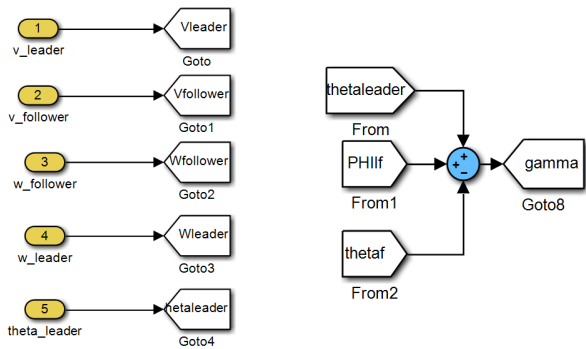 1
Vleader
v_leader
Goto
2
Vfollower
v_follower
Goto1
3
Wfollower
w_follower
Goto2
4
Wleader
w_leader
Goto3
5
hetaleader
theta_leader
Goto4
thetaleader
From
+
+
−
PHIlf
From1
gamma
Goto8
thetaf
From2